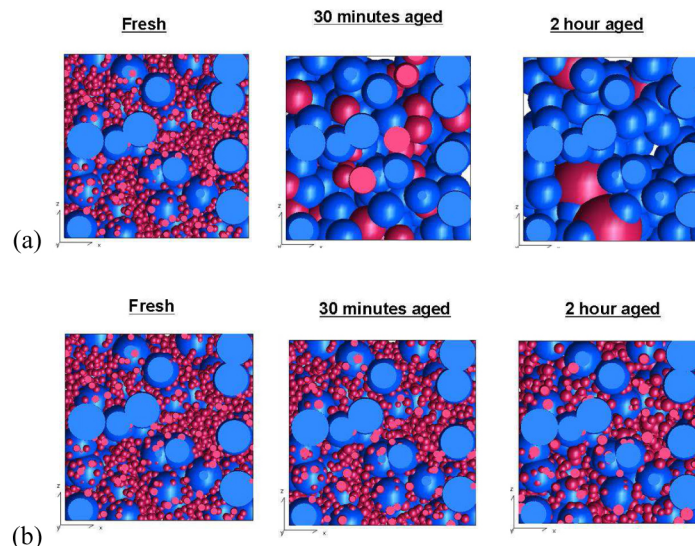 Fresh
30 minutes aged
2 hour aged
z
y x
(a)
Fresh
30 minutes aged
2 hour aged
z
z
z
y x
(b)